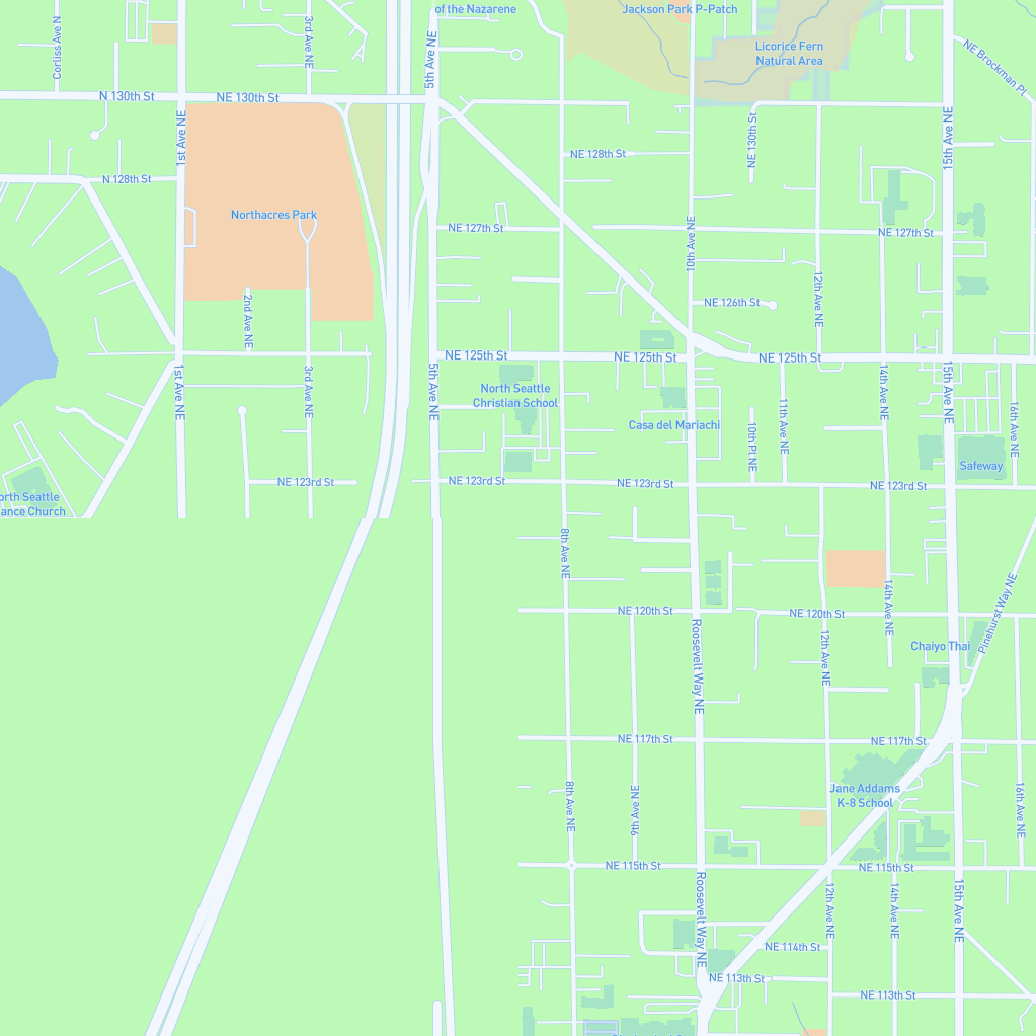 of the Nazarene
Jackson Park P-Patch
Corliss Ave N
3rd Ave NE
5th Ave NE
Licorice Fern
Natural Area
NE Brockman Pl
N 130th St
NE 130th St
1st Ave NE
NE 130th St
15th Ave NE
NE 128th St
N 128th St
Northacres Park
NE 127th St
10th Ave NE
NE 127th St
2nd Ave NE
12th Ave NE
NE 126th St
NE 125th St
NE 125th St
NE 125th St
1st Ave NE
3rd Ave NE
5th Ave NE
North Seattle
Christian School
14th Ave NE
15th Ave NE
16th Ave NE
11th Ave NE
10th Pl NE
Casa del Mariachi
Safeway
NE 123rd St
NE 123rd St
NE 123rd St
NE 123rd St
orth Seattle
iance Church
8th Ave NE
14th Ave NE
Pinehurst Way NE
NE 120th St
NE 120th St
Roosevelt Way NE
12th Ave NE
Chaiyo Thai
NE 117th St
NE 117th St
8th Ave NE
9th Ave NE
Jane Addams
K-8 School
16th Ave NE
NE 115th St
NE 115th St
Roosevelt Way NE
12th Ave NE
14th Ave NE
15th Ave NE
NE 114th St
NE 113th St
NE 113th St